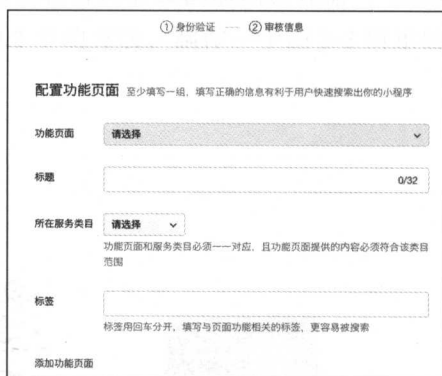 ① 身份验证 ---- ② 审核信息
配置功能页面 至少填写一组，填写正确的信息有利于用户快速搜索出你的小程序
功能页面 请选择
标题 0/32
所在服务类目 请选择
功能页面和服务类目必须一一对应，且功能页面提供的内容必须符合该类目
范围
标签
标签用回车分开，填写与页面功能相关的标签，更容易被搜索
添加功能页面